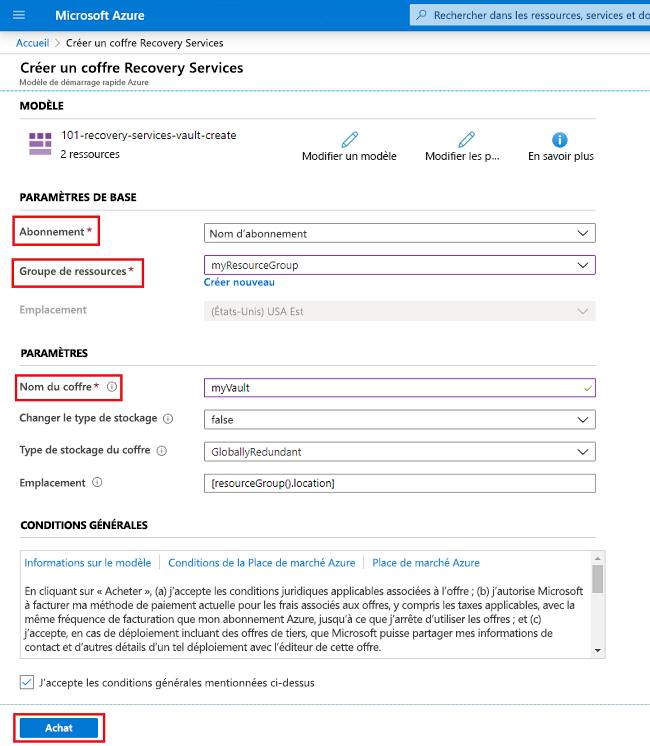 Microsoft Azure
Rechercher dans les ressources, services et do
Accueil > Créer un coffre Recovery Services
Créer un coffre Recovery Services
Modèle de démarrage rapide Azure
MODÈLE
101-recovery-services-vault-create
2 ressources
Modifier un modèle
Modifier les p...
En savoir plus
PARAMÈTRES DE BASE
Abonnement *
Nom d'abonnement
Groupe de ressources *
myResourceGroup
Créer nouveau
Emplacement
(États-Unis) USA Est
PARAMÈTRES
Nom du coffre *
myVault
Changer le type de stockage
false
Type de stockage du coffre
GloballyRedundant
Emplacement
[resourceGroup().location]
CONDITIONS GÉNÉRALES
Informations sur le modèle | Conditions de la Place de marché Azure | Place de marché Azure
En cliquant sur « Acheter », (a) j'accepte les conditions juridiques applicables associées à l'offre ; (b) j'autorise Microsoft
à facturer ma méthode de paiement actuelle pour les frais associés aux offres, y compris les taxes applicables, avec la
même fréquence de facturation que mon abonnement Azure, jusqu'à ce que j'arrête d'utiliser les offres ; et (c)
j'accepte, en cas de déploiement incluant des offres de tiers, que Microsoft puisse partager mes informations de
contact et d'autres détails d'un tel déploiement avec l'éditeur de cette offre.
J'accepte les conditions générales mentionnées ci-dessus
Achat